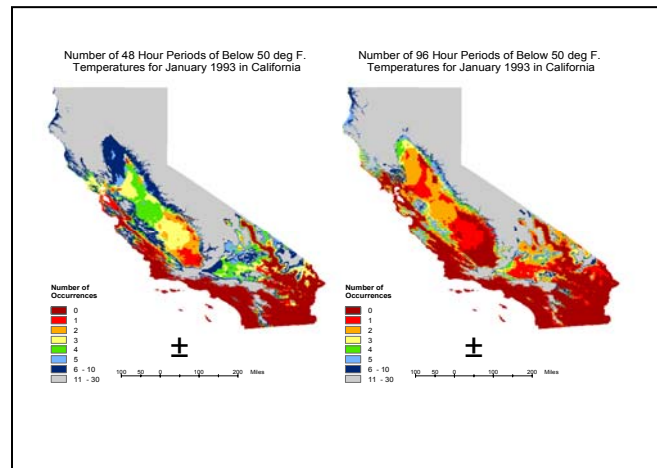 Number of 48 Hour Periods of Below 50 deg F.
Temperatures for January 1993 in California
Number of
Occurrences
0
1
2
3
4
5
6 - 10
11 - 30
±
100 50 0 100 200 Miles
Number of 96 Hour Periods of Below 50 deg F.
Temperatures for January 1993 in California
Number of
Occurrences
0
1
2
3
4
5
6 - 10
11 - 30
±
100 50 0 100 200 Miles